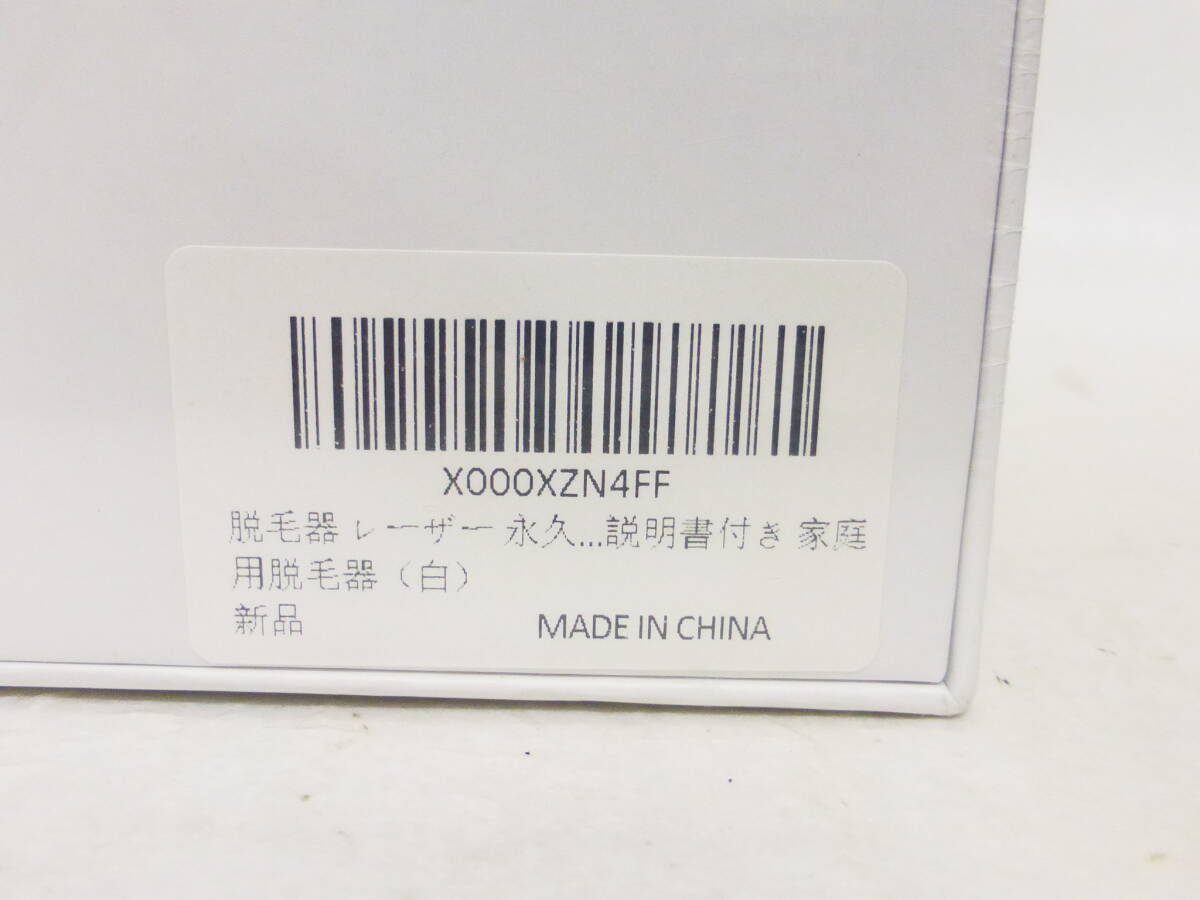 X000XZN4FF
脱毛器 レーザー 永久...説明書付き 家庭
用脱毛器（白）
新品 MADE IN CHINA